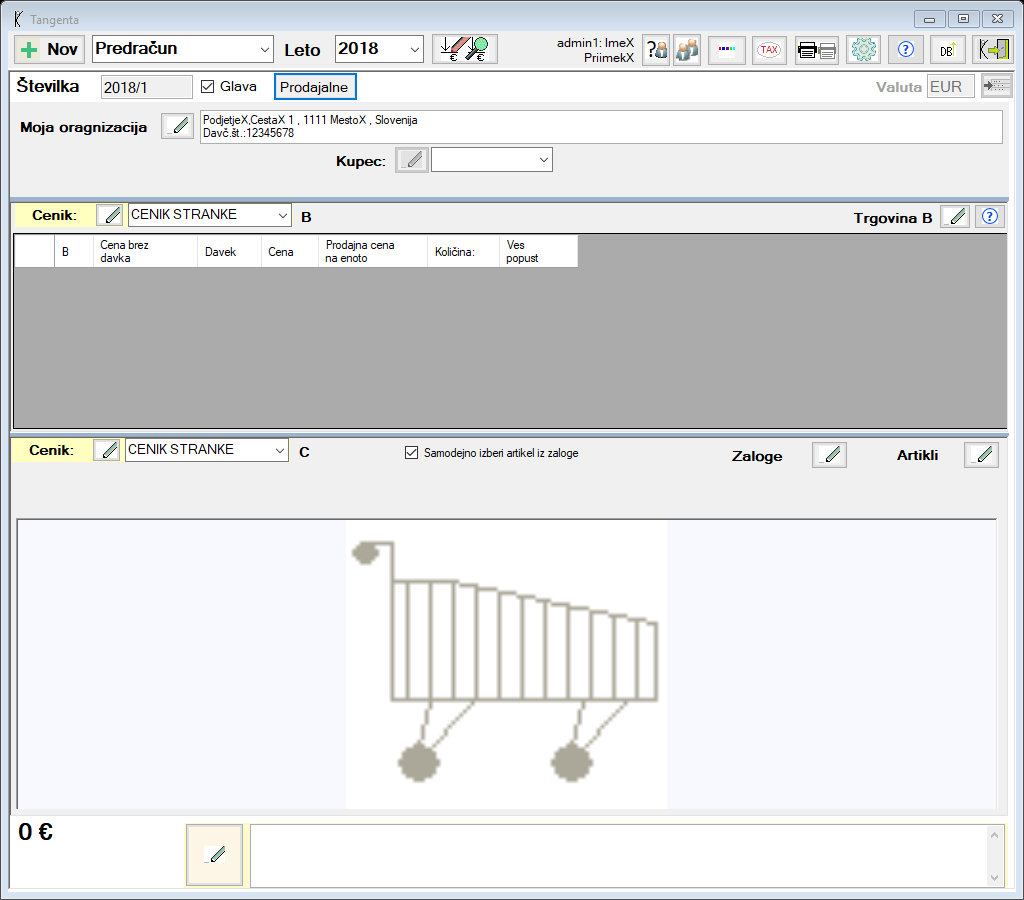 Tangenta
Nov Predračun Leto 2018 € € admin1: ImeX
PriimekX
?
TAX
?
DB
Številka 2018/1 Glava Prodajalne Valuta EUR
Moja oragnizacija PodjetjeX,CestaX 1 , 1111 MestoX , Slovenija
Davč.št.:12345678
Kupec:
Cenik: CENIK STRANKE B Trgovina B ?
B Cena brez davka Davek Cena Prodajna cena na enoto Količina: Ves popust
Cenik: CENIK STRANKE C Samodejno izberi artikel iz zaloge Zaloge Artikli
0 €